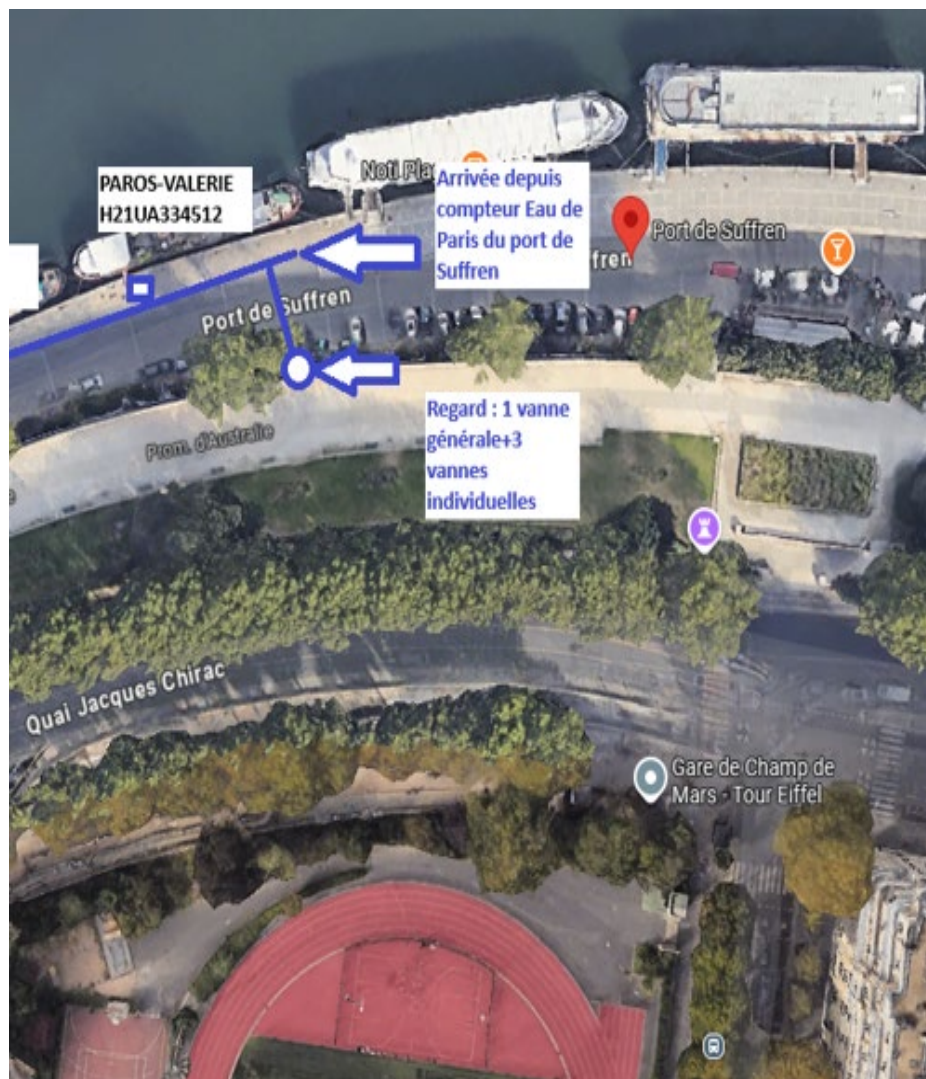 PAROS-VALERIE
H21UA334512
Noti Pla
Arrivée depuis
compteur Eau de
Paris du port de
Suffren
Port de Suffren
ffren
Port de Suffren
Prom. d'Australie
Regard : 1 vanne
générale+3
vannes
individuelles
Quai Jacques Chirac
Gare de Champ de
Mars - Tour Eiffel